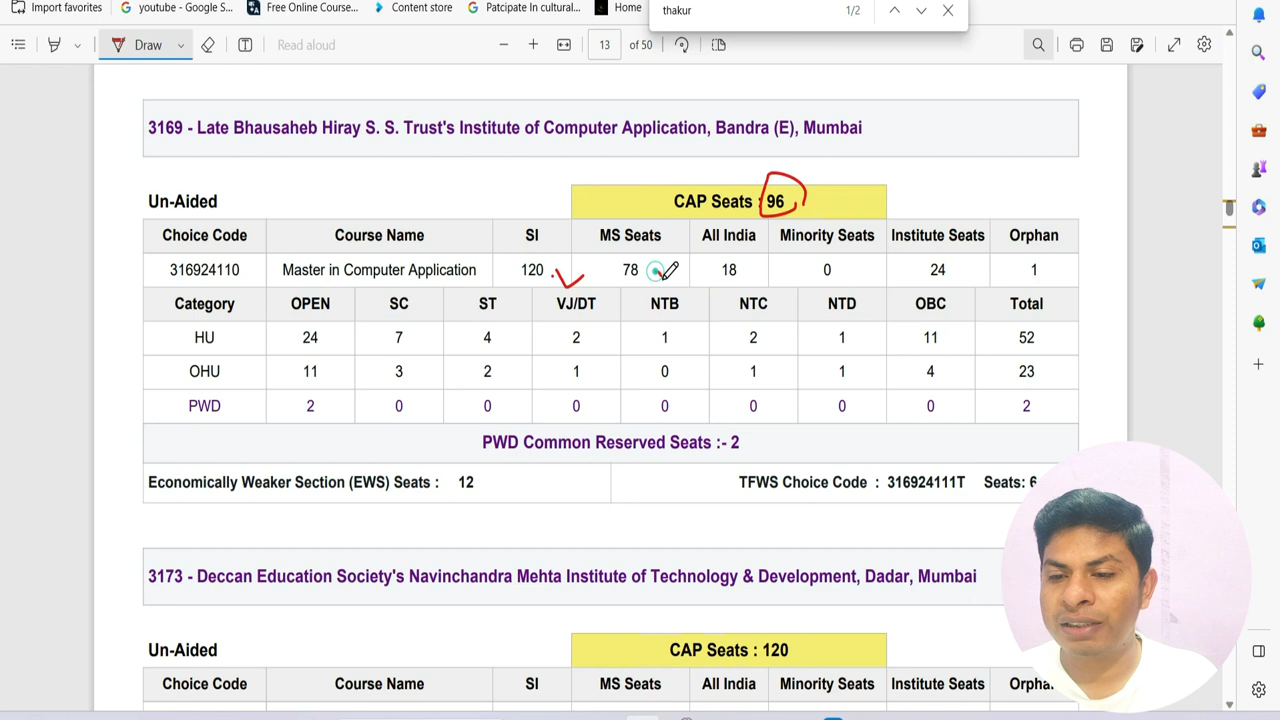 Import favorites youtube - Google S... Free Online Course... Content store Patcipate In cultural... Home
thakur 1/2
Draw Read aloud 13 of 50
3169 - Late Bhausaheb Hiray S. S. Trust's Institute of Computer Application, Bandra (E), Mumbai
Un-Aided CAP Seats : 96
Choice Code Course Name SI MS Seats All India Minority Seats Institute Seats Orphan
316924110 Master in Computer Application 120 78 18 0 24 1
Category OPEN SC ST VJ/DT NTB NTC NTD OBC Total
HU 24 7 4 2 1 2 1 11 52
OHU 11 3 2 1 0 1 1 4 23
PWD 2 0 0 0 0 0 0 0 2
PWD Common Reserved Seats :- 2
Economically Weaker Section (EWS) Seats : 12 TFWS Choice Code : 316924111T Seats: 6
3173 - Deccan Education Society's Navinchandra Mehta Institute of Technology & Development, Dadar, Mumbai
Un-Aided CAP Seats : 120
Choice Code Course Name SI MS Seats All India Minority Seats Institute Seats Orpha